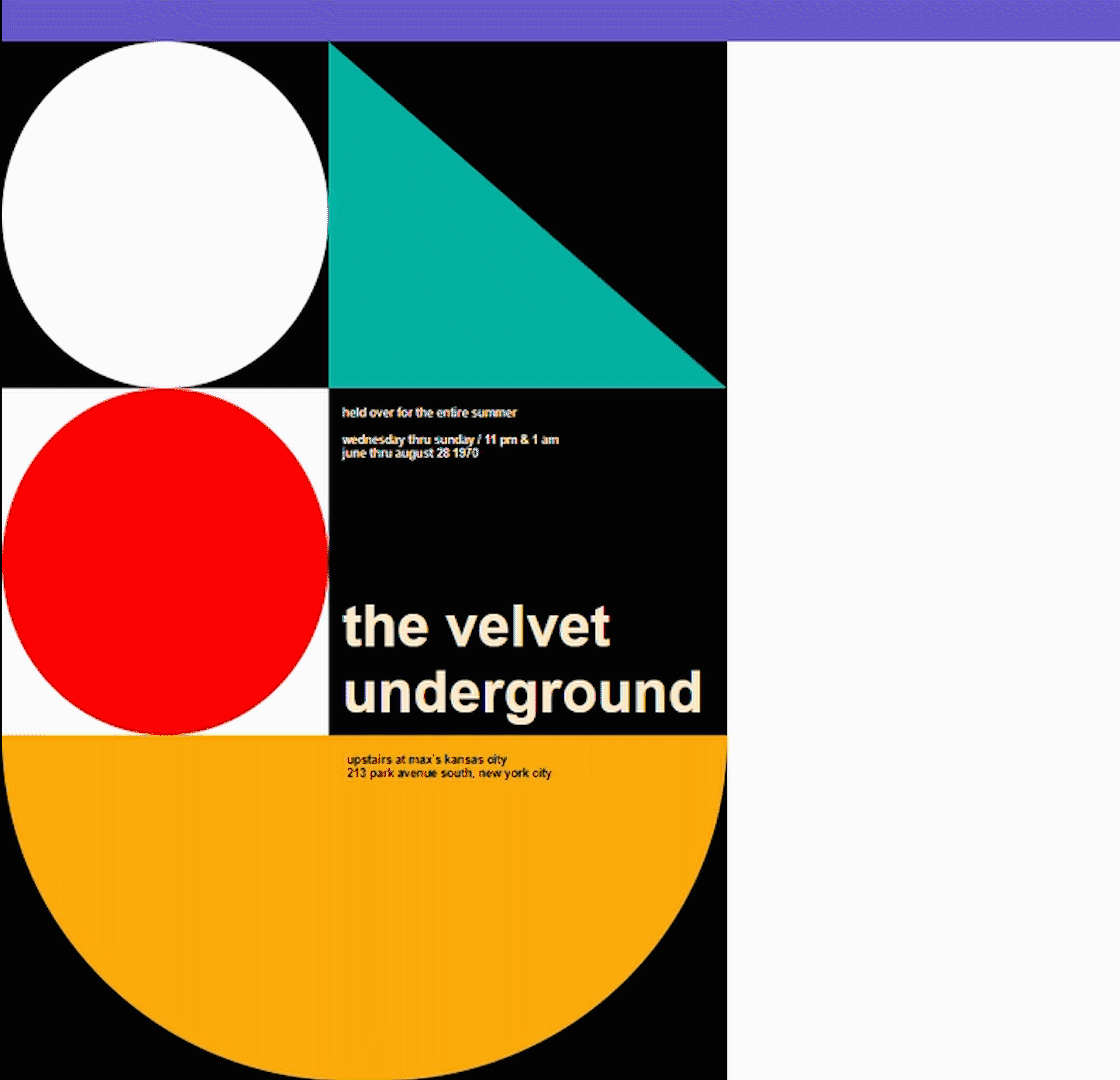 held over for the entire summer
wednesday thru sunday / 11 pm & 1 am
june thru august 28 1970
the velvet
underground
upstairs at max's kansas city
213 park avenue south, new york city